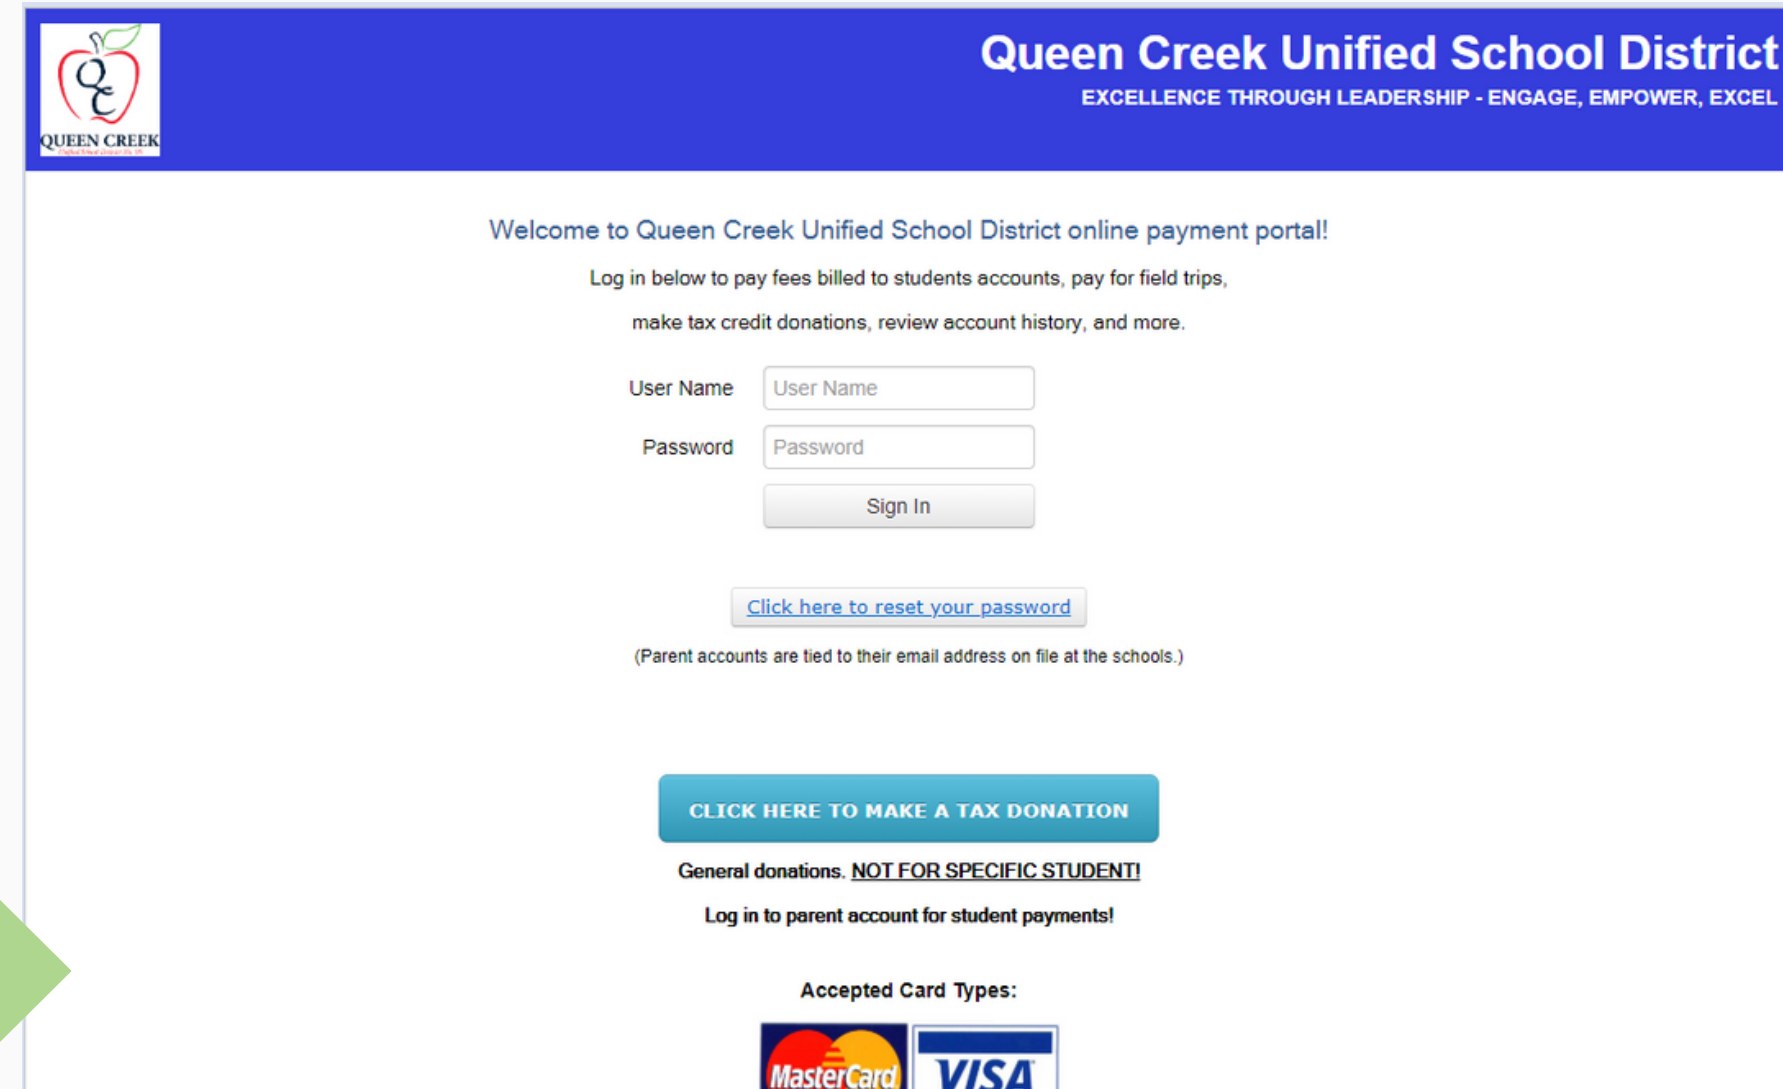 QC
QUEEN CREEK
Queen Creek Unified School District
EXCELLENCE THROUGH LEADERSHIP - ENGAGE, EMPOWER, EXCEL
Welcome to Queen Creek Unified School District online payment portal!
Log in below to pay fees billed to students accounts, pay for field trips,
make tax credit donations, review account history, and more.
User Name User Name
Password Password
Sign In
Click here to reset your password
(Parent accounts are tied to their email address on file at the schools.)
CLICK HERE TO MAKE A TAX DONATION
General donations. NOT FOR SPECIFIC STUDENT!
Log in to parent account for student payments!
Accepted Card Types:
MasterCard VISA